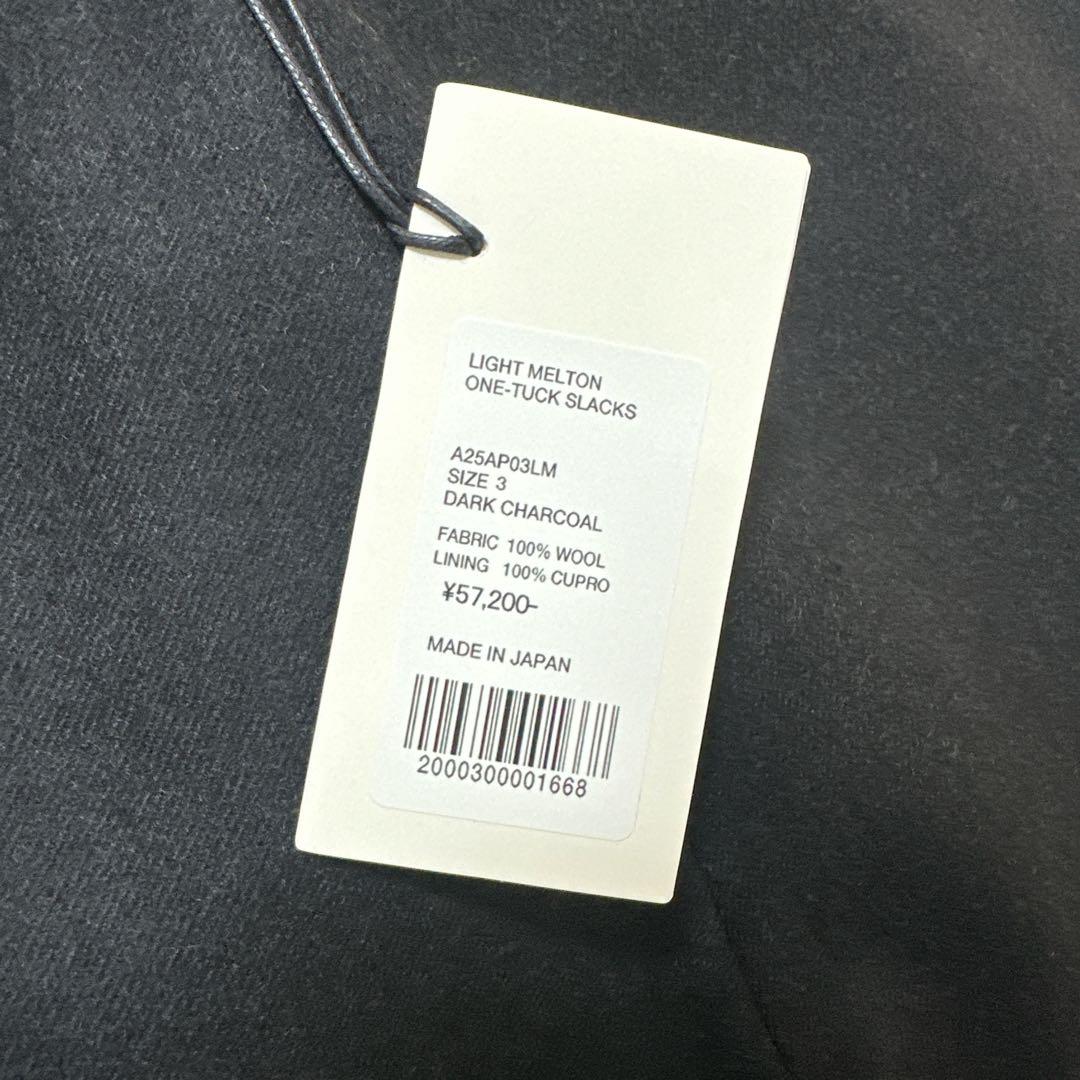 LIGHT MELTON
ONE-TUCK SLACKS
A25AP03LM
SIZE 3
DARK CHARCOAL
FABRIC 100% WOOL
LINING 100% CUPRO
¥57,200-
MADE IN JAPAN
2000300001668